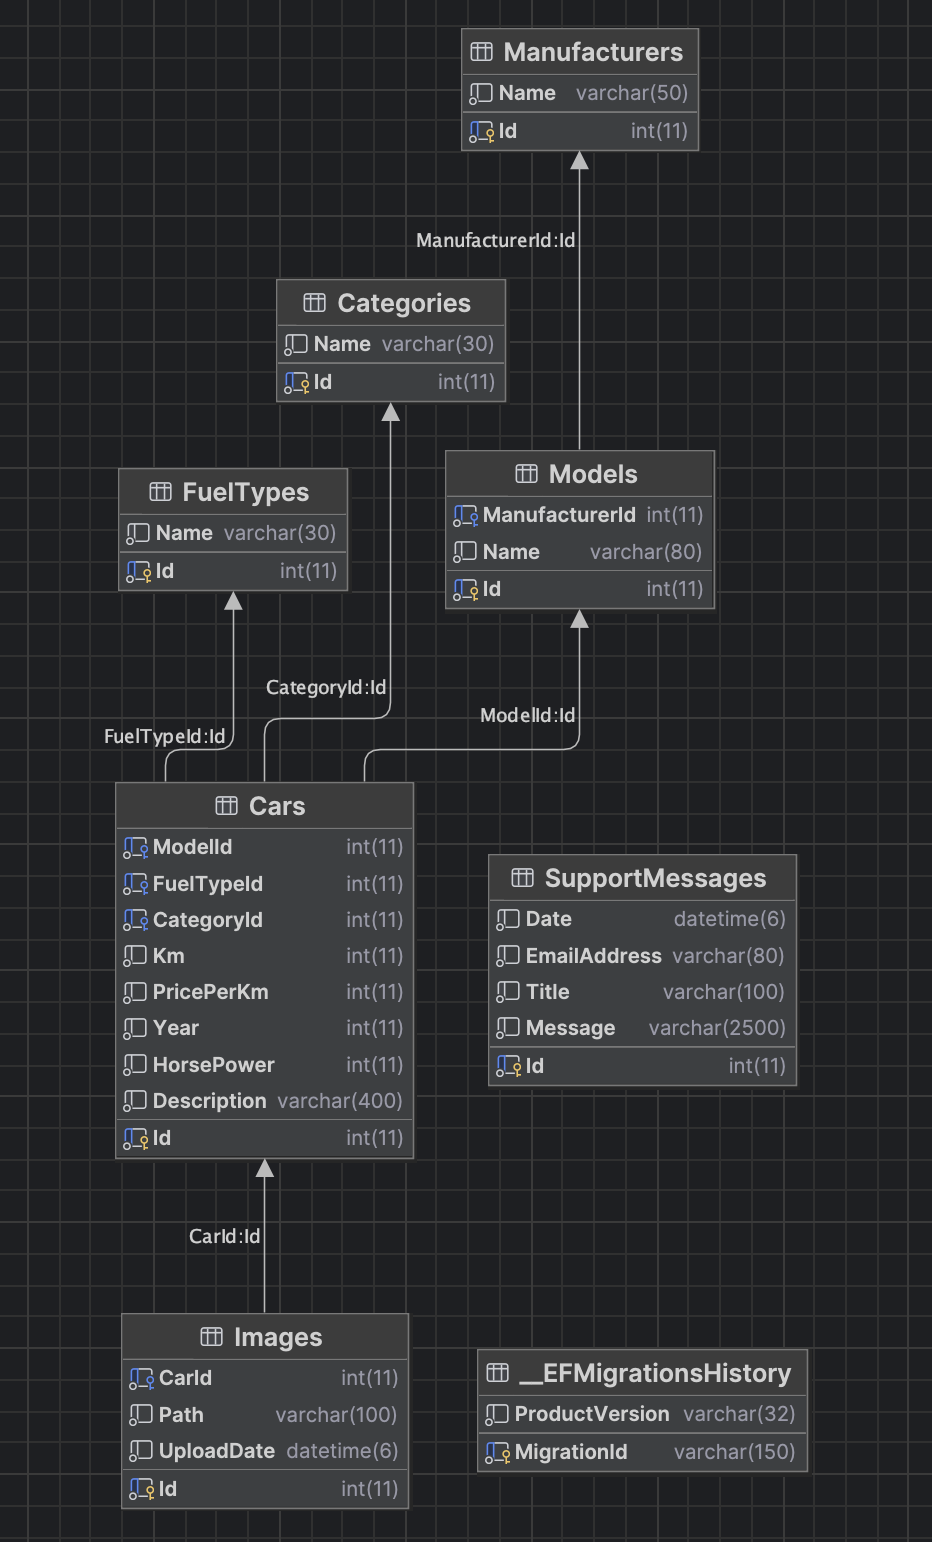 Manufacturers
Name varchar(50)
Id int(11)
ManufacturerId:Id
Categories
Name varchar(30)
Id int(11)
FuelTypes
Name varchar(30)
Id int(11)
Models
ManufacturerId int(11)
Name varchar(80)
Id int(11)
CategoryId:Id
ModelId:Id
FuelTypeId:Id
Cars
ModelId int(11)
FuelTypeId int(11)
CategoryId int(11)
Km int(11)
PricePerKm int(11)
Year int(11)
HorsePower int(11)
Description varchar(400)
Id int(11)
SupportMessages
Date datetime(6)
EmailAddress varchar(80)
Title varchar(100)
Message varchar(2500)
Id int(11)
CarId:Id
Images
CarId int(11)
Path varchar(100)
UploadDate datetime(6)
Id int(11)
__EFMigrationsHistory
ProductVersion varchar(32)
MigrationId varchar(150)